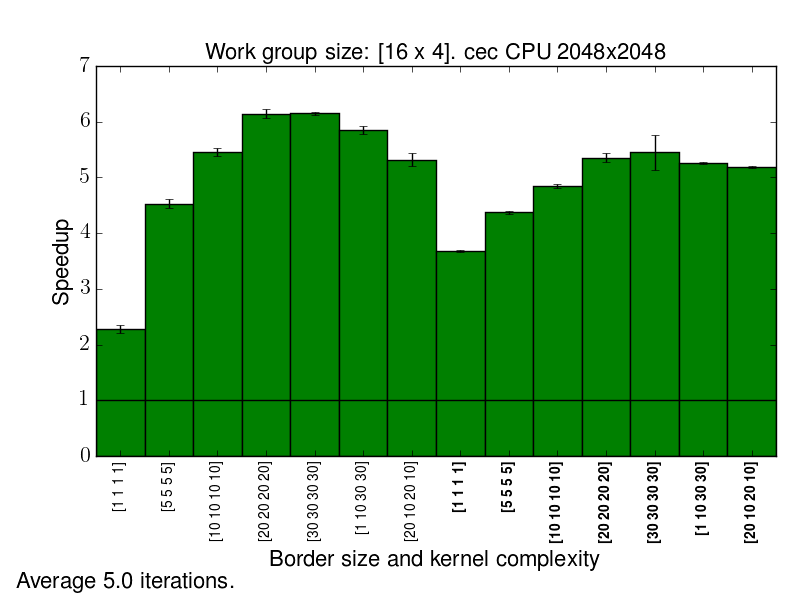 Work group size: [16 x 4]. cec CPU 2048x2048
7
6
5
4
3
2
1
0
Speedup
[1 1 1 1]
[5 5 5 5]
[10 10 10 10]
[20 20 20 20]
[30 30 30 30]
[1 10 30 30]
[20 10 20 10]
[1 1 1 1]
[5 5 5 5]
[10 10 10 10]
[20 20 20 20]
[30 30 30 30]
[1 10 30 30]
[20 10 20 10]
Border size and kernel complexity
Average 5.0 iterations.